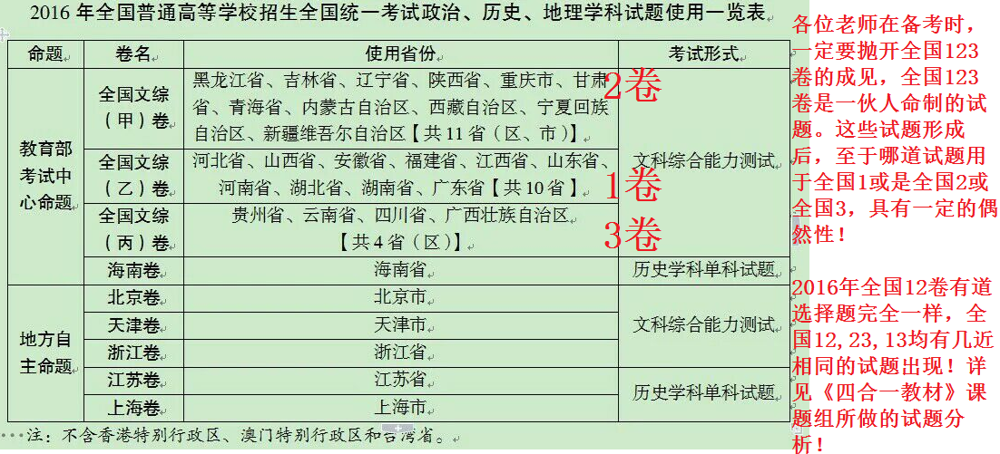 2016 年全国普通高等学校招生全国统一考试政治、历史、地理学科试题使用一览表
命题 卷名 使用省份 考试形式
教育部
考试中
心命题
全国文综
（甲）卷
黑龙江省、吉林省、辽宁省、陕西省、重庆市、甘肃
省、青海省、内蒙古自治区、西藏自治区、宁夏回族
自治区、新疆维吾尔自治区【共 11 省（区、市）】
2卷
全国文综
（乙）卷
河北省、山西省、安徽省、福建省、江西省、山东省、
河南省、湖北省、湖南省、广东省【共 10 省】
1卷
文科综合能力测试
全国文综
（丙）卷
贵州省、云南省、四川省、广西壮族自治区
【共 4 省（区）】
3卷
海南卷 海南省 历史学科单科试题
地方自
主命题
北京卷 北京市
天津卷 天津市 文科综合能力测试
浙江卷 浙江省
江苏卷 江苏省
历史学科单科试题
上海卷 上海市
注：不含香港特别行政区、澳门特别行政区和台湾省。
各位老师在备考时，
一定要抛开全国123
卷的成见，全国123
卷是一伙人命制的试
题。这些试题形成
后，至于哪道试题用
于全国1或是全国2或
全国3，具有一定的偶
然性！
2016年全国12卷有道
选择题完全一样，全
国12,23,13均有几近
相同的试题出现！详
见《四合一教材》课
题组所做的试题分
析！